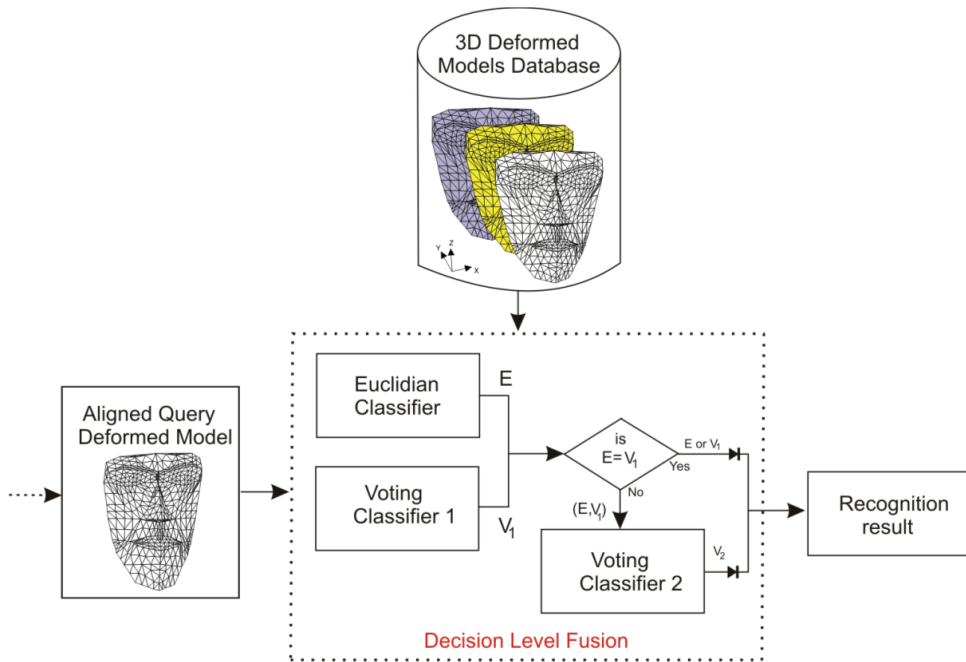 3D Deformed
Models Database
Z
Y
X
Aligned Query
Deformed Model
Euclidian
Classifier
E
Voting
Classifier 1
V1
is
E=V1
E or V1
Yes
No
(E,V1)
Voting
Classifier 2
V2
Recognition
result
Decision Level Fusion